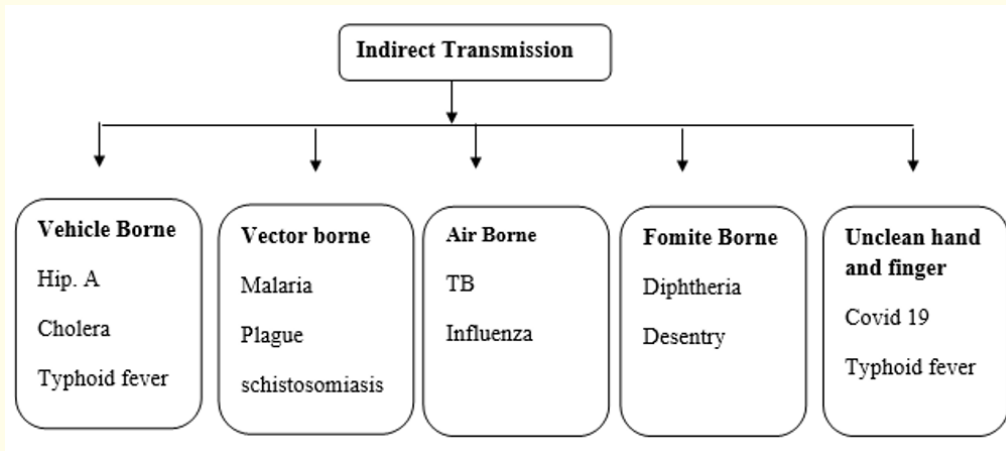 Indirect Transmission
Vehicle Borne
Hip. A
Cholera
Typhoid fever
Vector borne
Malaria
Plague
schistosomiasis
Air Borne
TB
Influenza
Fomite Borne
Diphtheria
Desentry
Unclean hand
and finger
Covid 19
Typhoid fever